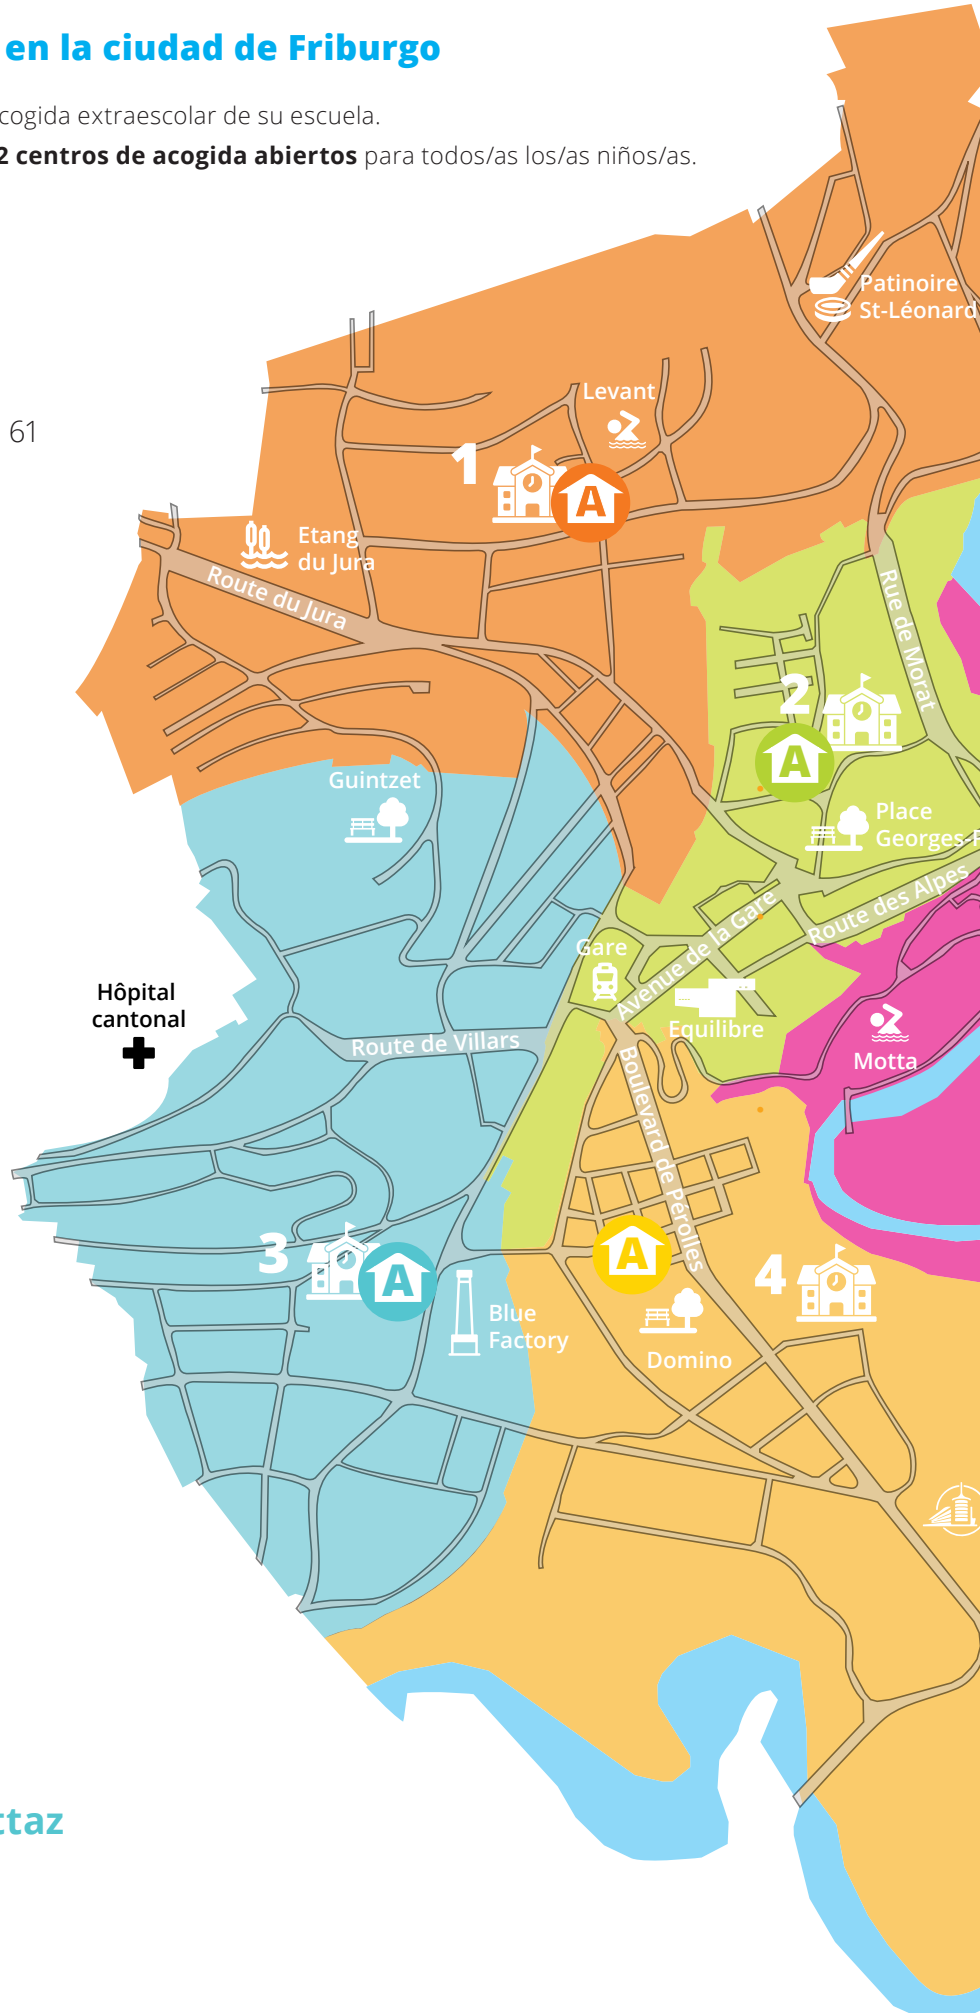 en la ciudad de Friburgo
cogida extraescolar de su escuela.
2 centros de acogida abiertos para todos/as los/as niños/as.
Patinoire
St-Léonard
Levant
61
1
A
Etang
du Jura
Route du Jura
Rue de Morat
2
A
Guintzet
Place
Georges-
Route des Alpes
Avenue de la Gare
Gare
Hôpital
cantonal
Equilibre
Route de Villars
Motta
Boulevard de Pérolles
3
A
A
4
Blue
Factory
Domino
ttaz